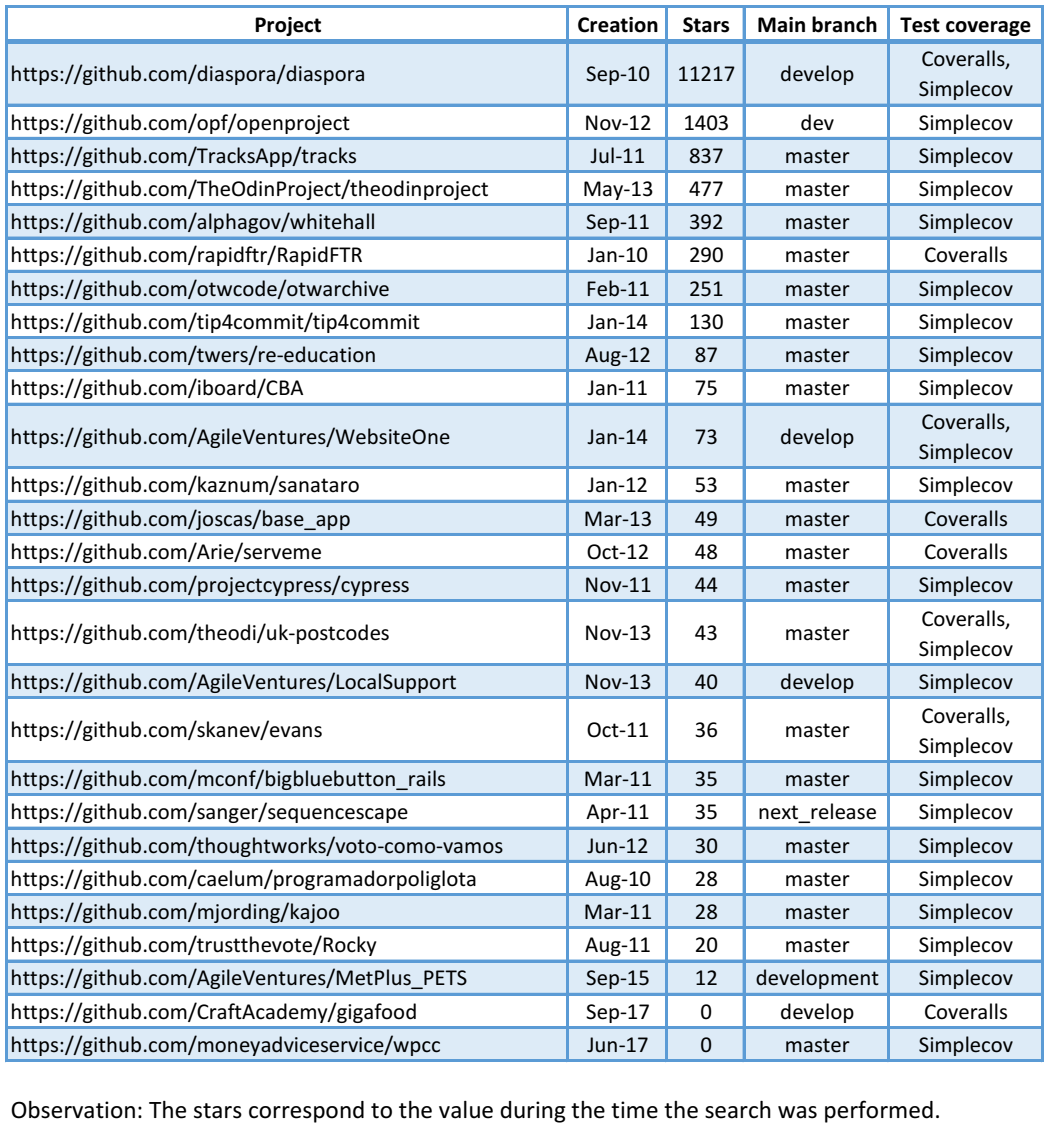 Project Creation Stars Main branch Test coverage
https://github.com/diaspora/diaspora Sep-10 11217 develop Coveralls,
Simplecov
https://github.com/opf/openproject Nov-12 1403 dev Simplecov
https://github.com/TracksApp/tracks Jul-11 837 master Simplecov
https://github.com/TheOdinProject/theodinproject May-13 477 master Simplecov
https://github.com/alphagov/whitehall Sep-11 392 master Simplecov
https://github.com/rapidftr/RapidFTR Jan-10 290 master Coveralls
https://github.com/otwcode/otwarchive Feb-11 251 master Simplecov
https://github.com/tip4commit/tip4commit Jan-14 130 master Simplecov
https://github.com/twers/re-education Aug-12 87 master Simplecov
https://github.com/iboard/CBA Jan-11 75 master Simplecov
https://github.com/AgileVentures/WebsiteOne Jan-14 73 develop Coveralls,
Simplecov
https://github.com/kaznum/sanataro Jan-12 53 master Simplecov
https://github.com/joscas/base_app Mar-13 49 master Coveralls
https://github.com/Arie/serveme Oct-12 48 master Coveralls
https://github.com/projectcypress/cypress Nov-11 44 master Simplecov
https://github.com/theodi/uk-postcodes Nov-13 43 master Coveralls,
Simplecov
https://github.com/AgileVentures/LocalSupport Nov-13 40 develop Simplecov
https://github.com/skanev/evans Oct-11 36 master Coveralls,
Simplecov
https://github.com/mconf/bigbluebutton_rails Mar-11 35 master Simplecov
https://github.com/sanger/sequencescape Apr-11 35 next_release Simplecov
https://github.com/thoughtworks/voto-como-vamos Jun-12 30 master Simplecov
https://github.com/caelum/programadorpoliglota Aug-10 28 master Simplecov
https://github.com/mjording/kajoo Mar-11 28 master Simplecov
https://github.com/trustthevote/Rocky Aug-11 20 master Simplecov
https://github.com/AgileVentures/MetPlus_PETS Sep-15 12 development Simplecov
https://github.com/CraftAcademy/gigafood Sep-17 0 develop Coveralls
https://github.com/moneyadviceservice/wpcc Jun-17 0 master Simplecov
Observation: The stars correspond to the value during the time the search was performed.